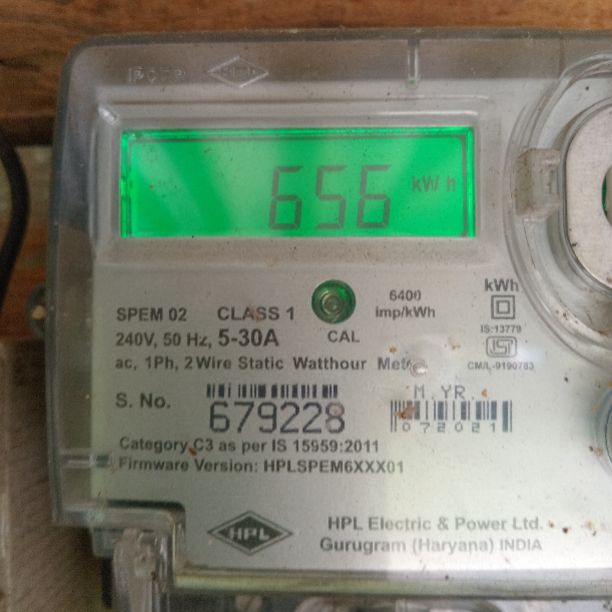 HPL
656 kWh
SPEM 02 CLASS 1
6400 imp/kWh
kWh
240V, 50 Hz, 5-30A
CAL
IS:13779
ISI
CM/L-9190783
ac, 1Ph, 2 Wire Static Watthour
M.YR.
S. No.
679228
072021
Category C3 as per IS 15959:2011
Firmware Version: HPLSPEM6XXX01
HPL
HPL Electric & Power Ltd.
Gurugram (Haryana) INDIA